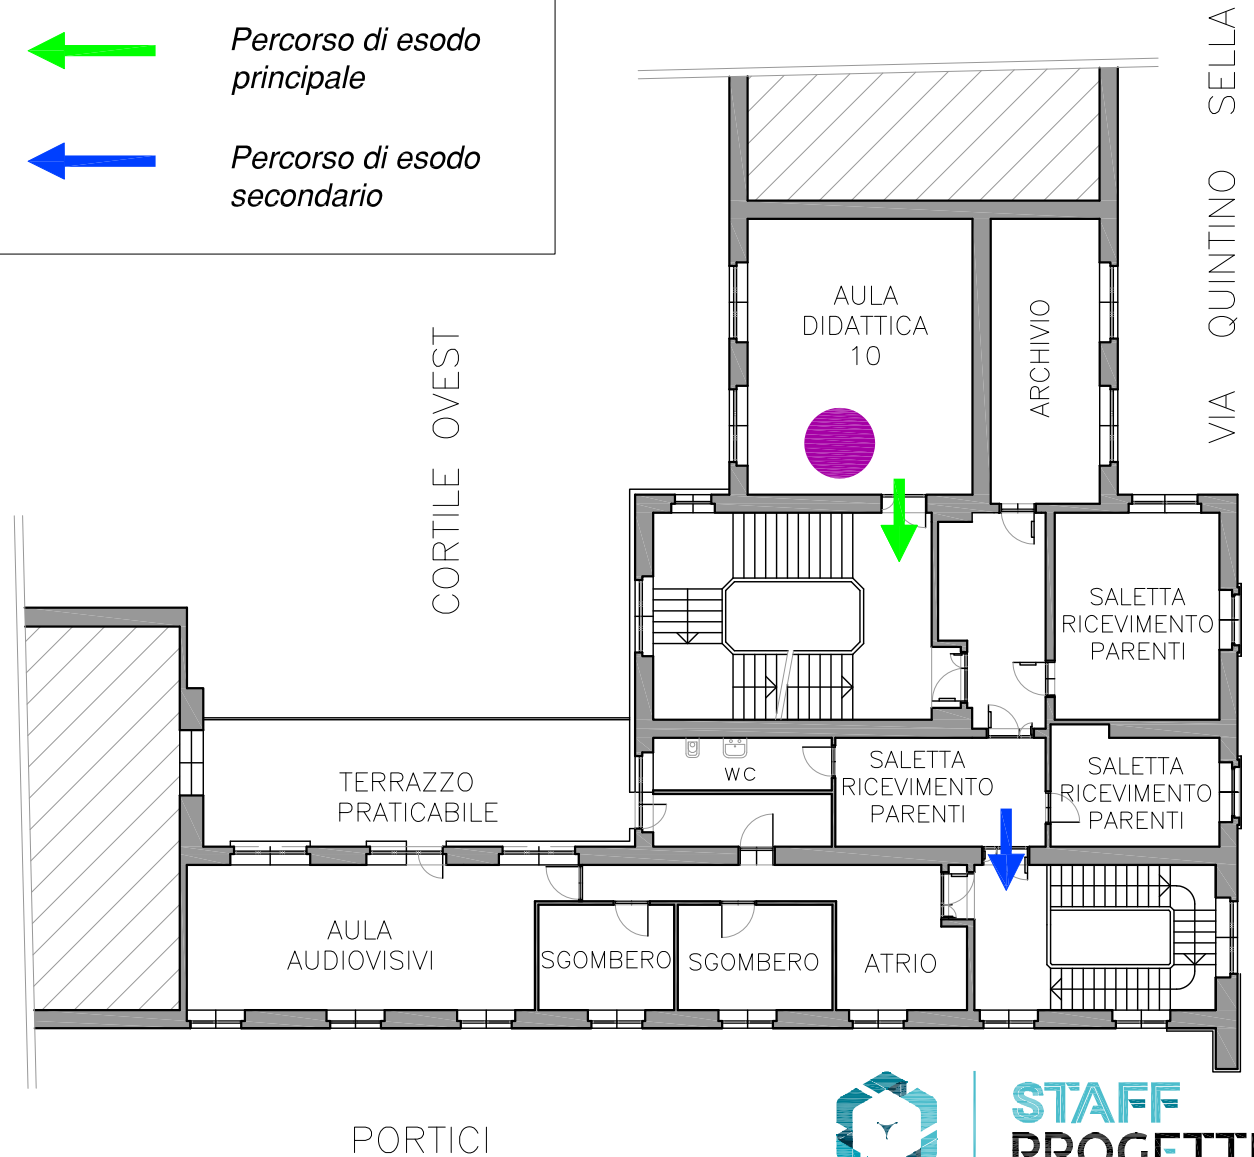 Percorso di esodo
principale
Percorso di esodo
secondario
VIA QUINTINO SELLA
AULA
DIDATTICA
10
ARCHIVIO
CORTILE OVEST
SALETTA
RICEVIMENTO
PARENTI
TERRAZZO
PRATICABILE
WC
SALETTA
RICEVIMENTO
PARENTI
SALETTA
RICEVIMENTO
PARENTI
AULA
AUDIOVISIVI
SGOMBERO
SGOMBERO
ATRIO
PORTICI
STAFF
PROGETTI